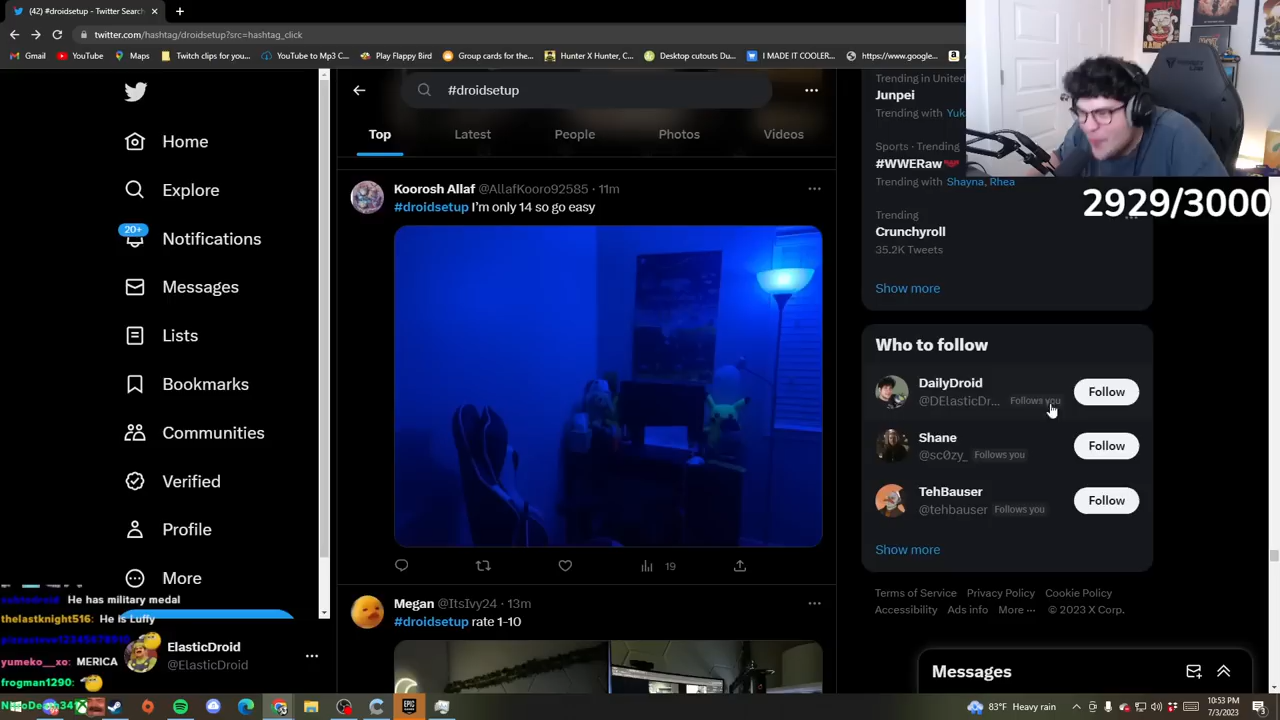 (42) #droidsetup - Twitter Search
twitter.com/hashtag/droidsetup?src=hashtag_click
Gmail
YouTube
Maps
Twitch clips for you...
YouTube to Mp3 C...
Play Flappy Bird
Group cards for the...
Hunter X Hunter, C...
Desktop cutouts Du...
I MADE IT COOLER...
https://www.google...
Home
Explore
20+
Notifications
Messages
Lists
Bookmarks
Communities
Verified
Profile
More
He has military medal
thelastknight516: He is Luffy
yumeko__xo: MERICA
frogman1290:
ElasticDroid
@ElasticDroid
#droidsetup
Top
Latest
People
Photos
Videos
Koorosh Allaf @AllafKooro92585 · 11m
#droidsetup I'm only 14 so go easy
19
Megan @ItsIvy24 · 13m
#droidsetup rate 1-10
Trending in United
Junpei
Trending with Yuk
Sports · Trending
#WWERaw
Trending with Shayna, Rhea
Trending
Crunchyroll
35.2K Tweets
Show more
Who to follow
DailyDroid
@DElasticDr... Follows you
Follow
Shane
@sc0zy_ Follows you
Follow
TehBauser
@tehbauser Follows you
Follow
Show more
Terms of Service Privacy Policy Cookie Policy
Accessibility Ads info More ··· © 2023 X Corp.
Messages
2929/3000
EPIC
83°F Heavy rain
10:53 PM
7/3/2023